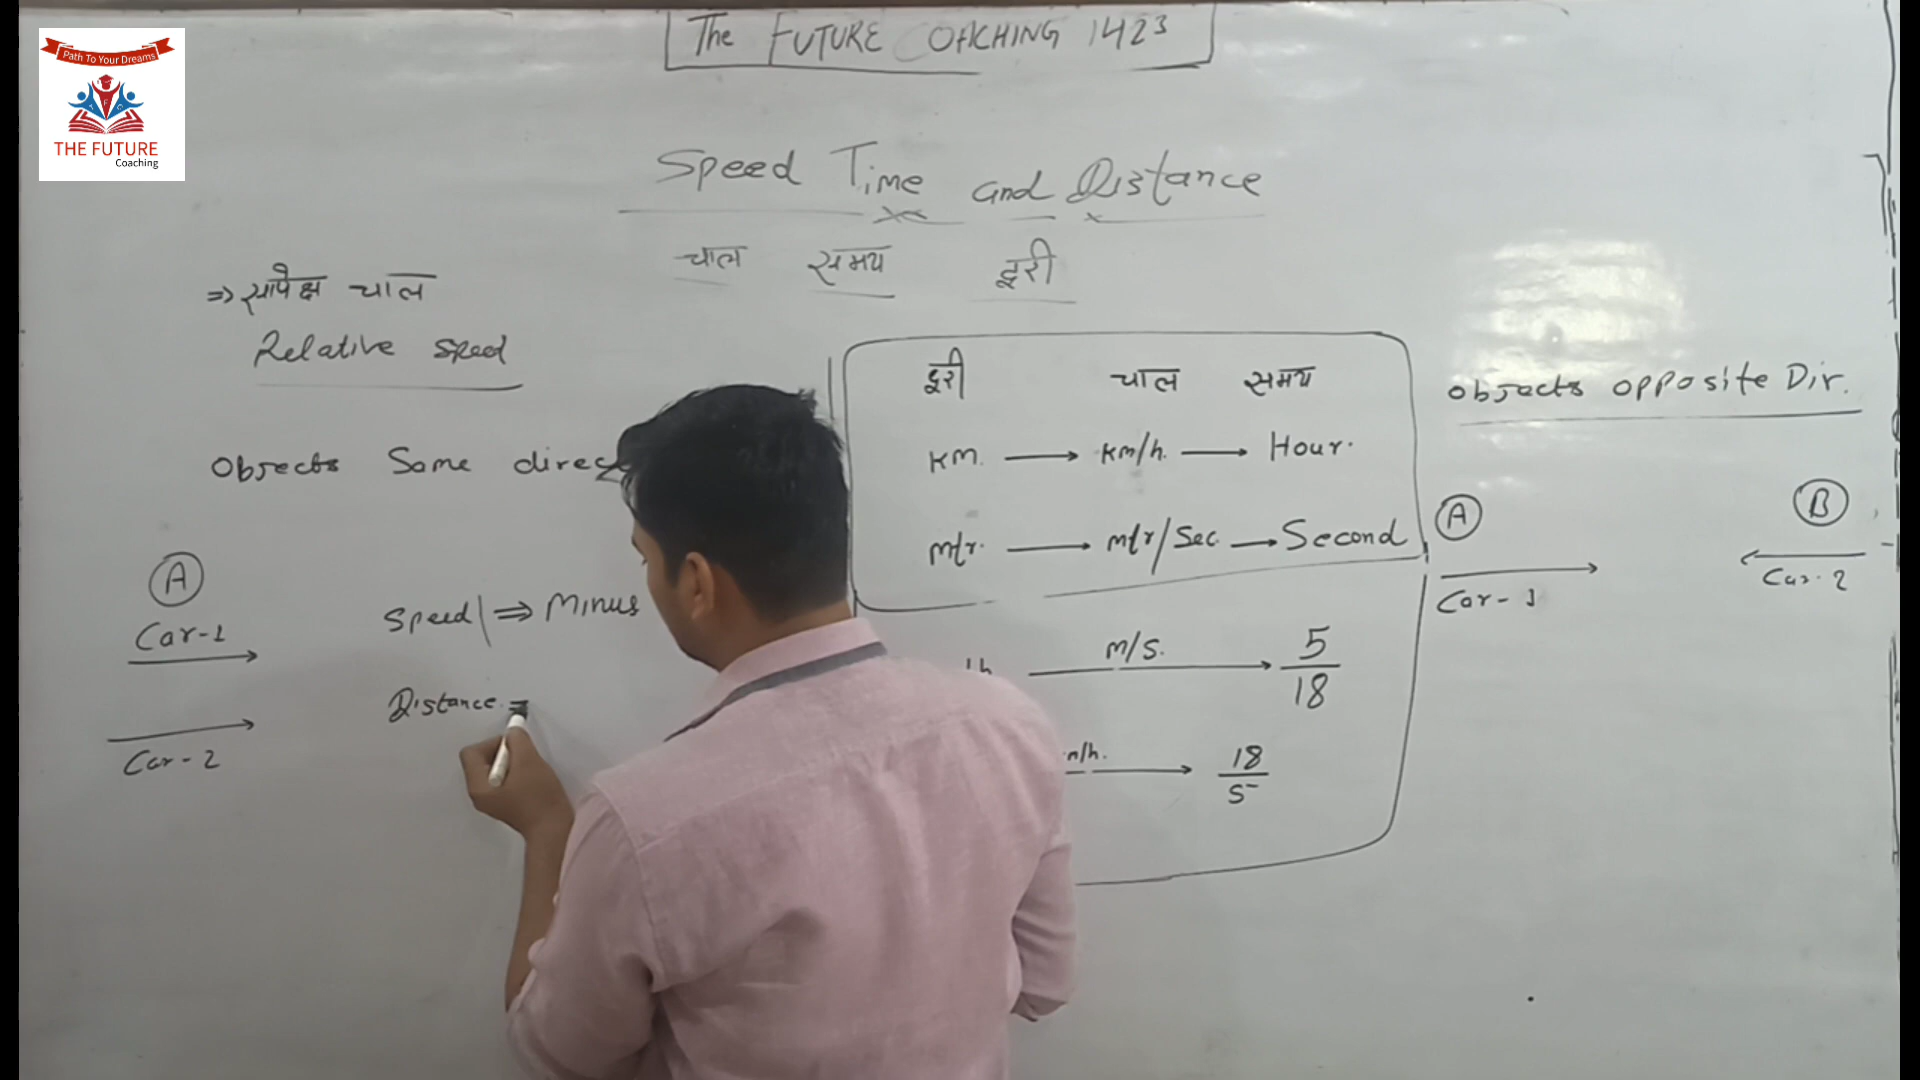 The FUTURE COACHING 1423
Path To Your Dreams
TFC
THE FUTURE
Coaching
Speed Time and Distance
चाल समय दूरी
⇒ सापेक्ष चाल
Relative speed
Objects Same direc
A
Car-1
Car-2
Speed ⇒ Minus
Distance =
दूरी चाल समय
KM. → KM/h. → Hour.
Mtr. → Mtr/Sec. → Second
m/s. → 5/18
→ 18/5
Objects opposite Dir.
A B
Car-1 Car-2